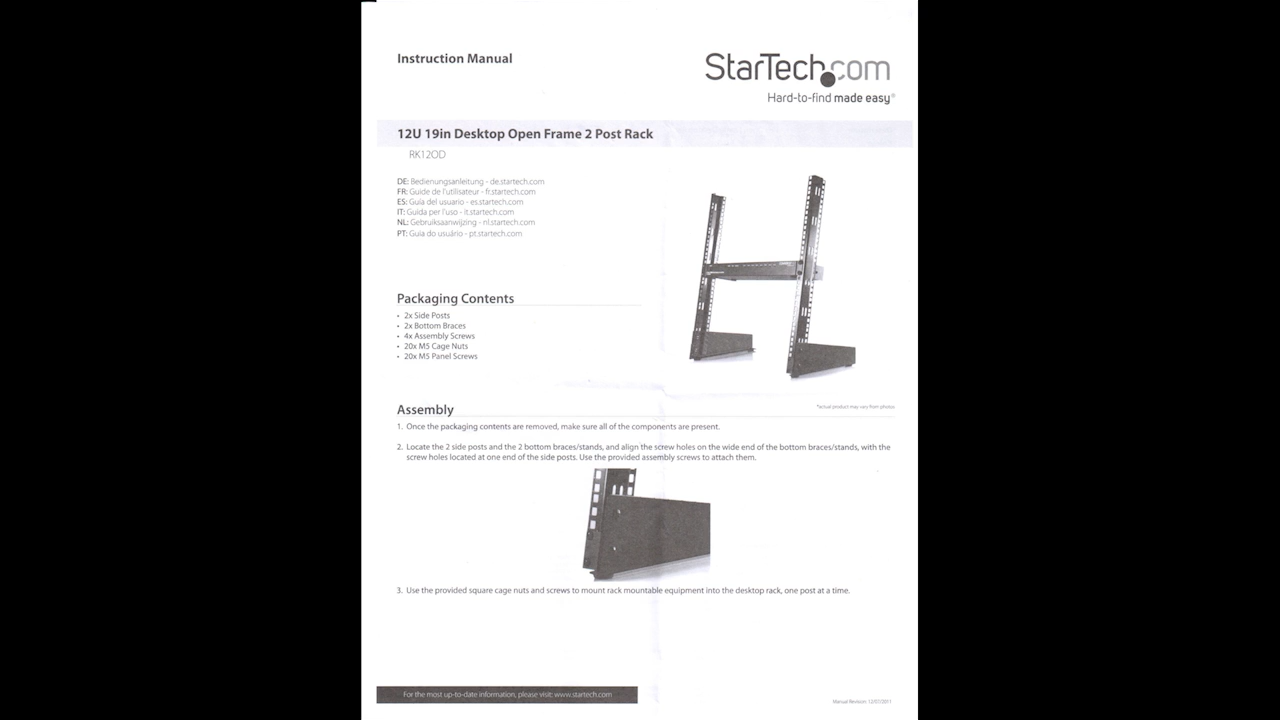 Instruction Manual
StarTech.com
Hard-to-find made easy®
12U 19in Desktop Open Frame 2 Post Rack
RK12OD
DE: Bedienungsanleitung - de.startech.com
FR: Guide de l'utilisateur - fr.startech.com
ES: Guía del usuario - es.startech.com
IT: Guida per l'uso - it.startech.com
NL: Gebruiksaanwijzing - nl.startech.com
PT: Guia do usuário - pt.startech.com
Packaging Contents
• 2x Side Posts
• 2x Bottom Braces
• 4x Assembly Screws
• 20x M5 Cage Nuts
• 20x M5 Panel Screws
*actual product may vary from photos
Assembly
1. Once the packaging contents are removed, make sure all of the components are present.
2. Locate the 2 side posts and the 2 bottom braces/stands, and align the screw holes on the wide end of the bottom braces/stands, with the
screw holes located at one end of the side posts. Use the provided assembly screws to attach them.
3. Use the provided square cage nuts and screws to mount rack mountable equipment into the desktop rack, one post at a time.
For the most up-to-date information, please visit: www.startech.com
Manual Revision: 12/07/2011